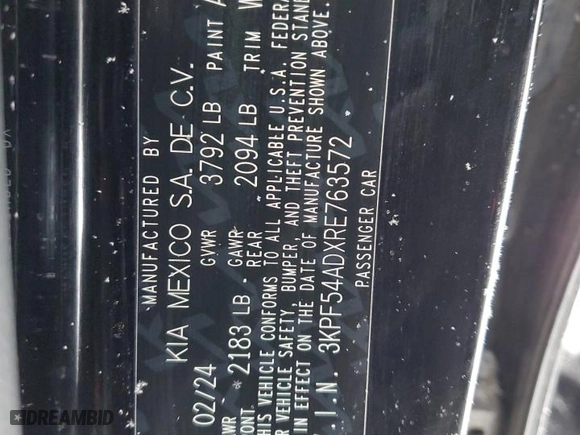 MANUFACTURED BY
KIA MEXICO S.A. DE C.V.
02/24 GVWR 3792 LB PAINT
2183 LB GAWR REAR 2094 LB TRIM
THIS VEHICLE CONFORMS TO ALL APPLICABLE U.S.A. FEDERA
VEHICLE SAFETY, BUMPER, AND THEFT PREVENTION STAN
IN EFFECT ON THE DATE OF MANUFACTURE SHOWN ABOVE.
V.I.N. 3KPF54ADXRE763572
PASSENGER CAR
DREAMBID